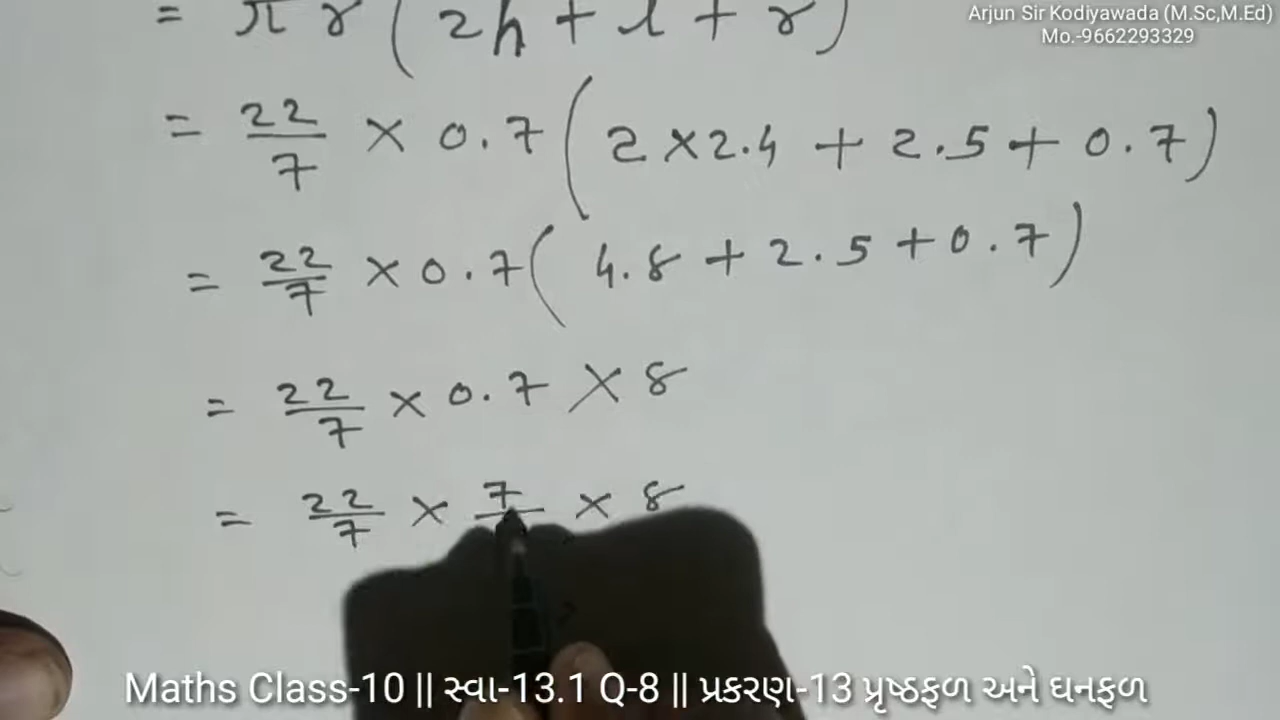 Arjun Sir Kodiyawada (M.Sc,M.Ed)
Mo.-9662293329
= πr(2h + l + r)
= 22/7 × 0.7(2×2.4 + 2.5 + 0.7)
= 22/7 × 0.7(4.8 + 2.5 + 0.7)
= 22/7 × 0.7 × 8
= 22/7 × 7/ × 8
Maths Class-10 || સ્વા-13.1 Q-8 || પ્રકરણ-13 પૃષ્ઠફળ અને ઘનફળ